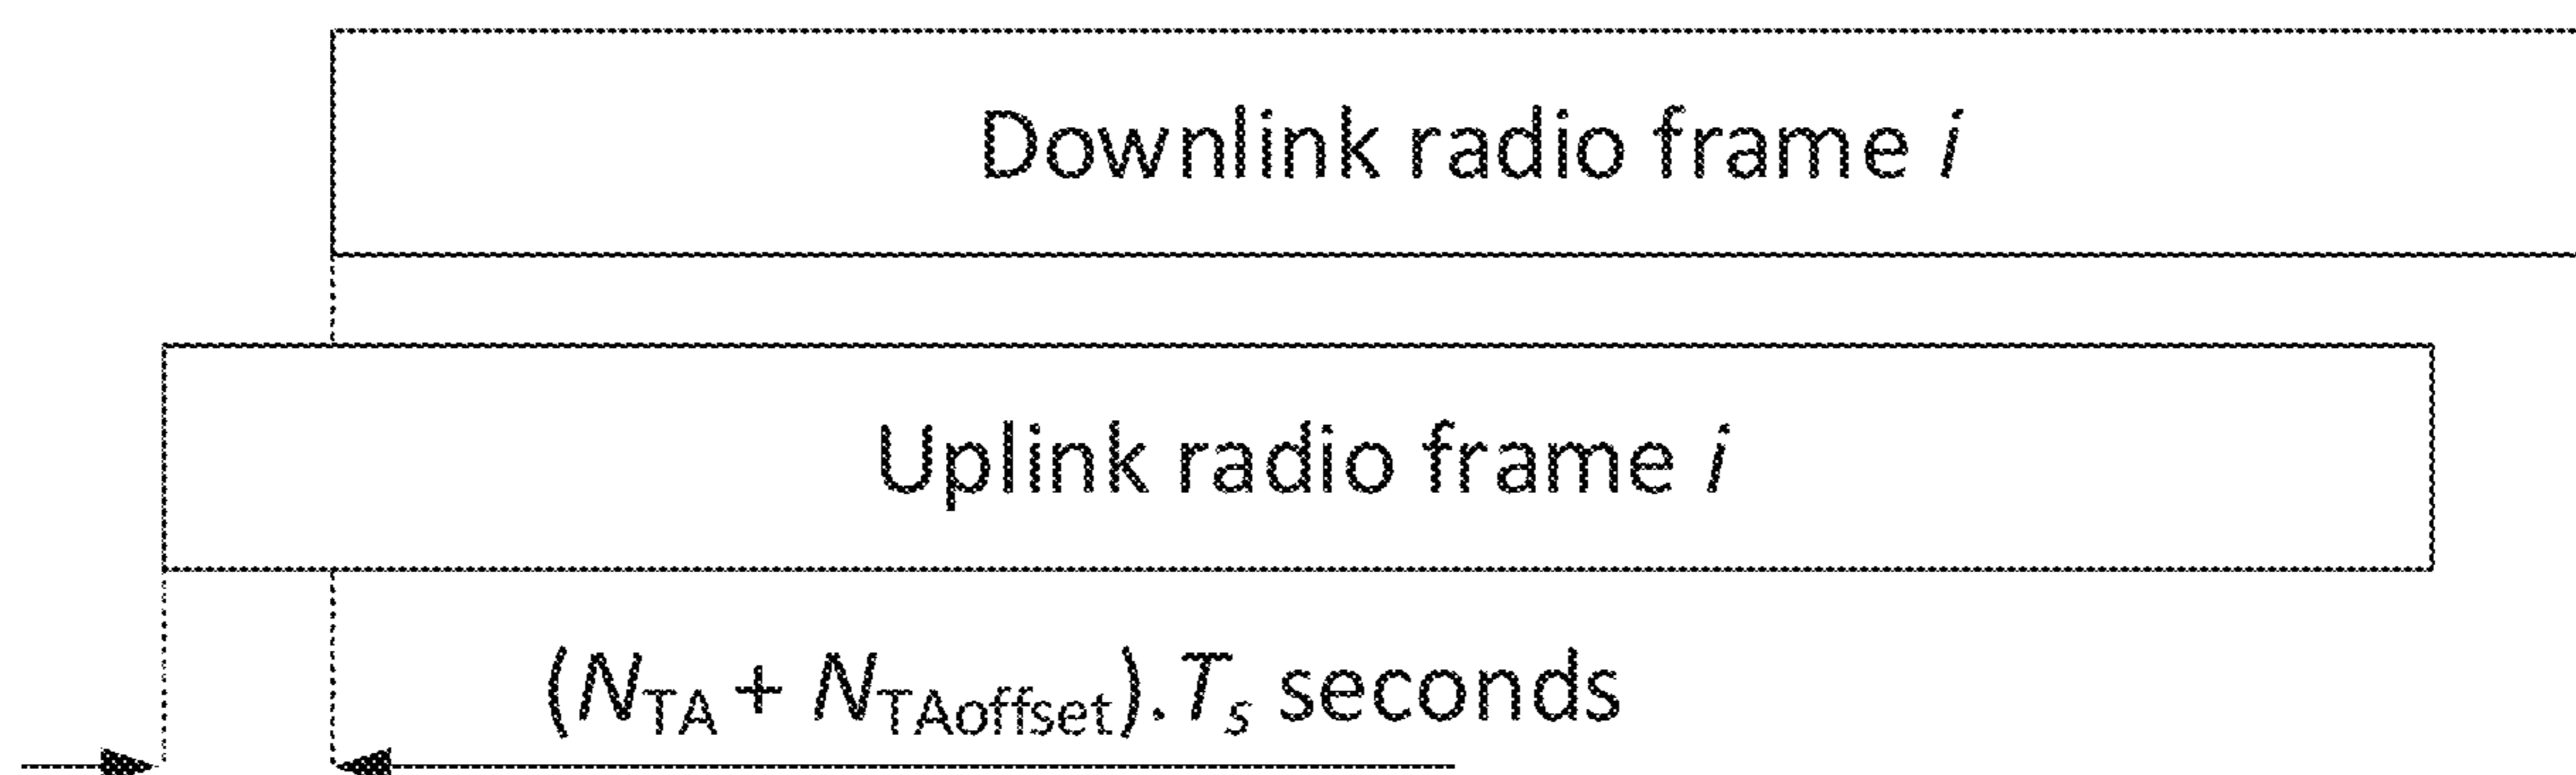 Downlink radio frame i
Uplink radio frame i
(NTA + NTAoffset).Ts seconds